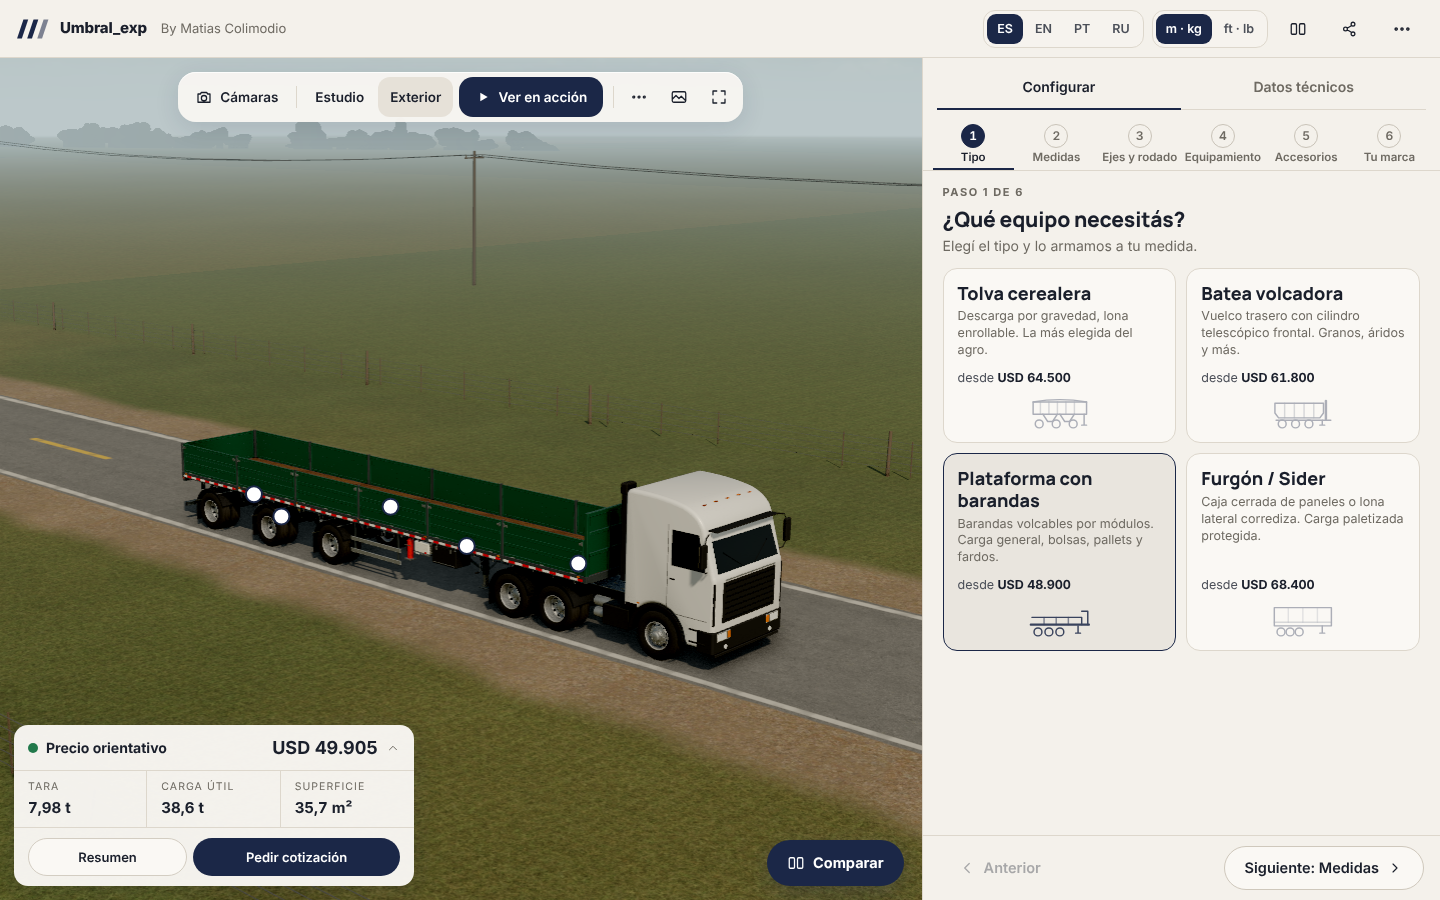 Umbral_exp
By Matias Colimodio
ES
EN
PT
RU
m · kg
ft · lb
Cámaras
Estudio
Exterior
Ver en acción
Configurar
Datos técnicos
1
Tipo
2
Medidas
3
Ejes y rodado
4
Equipamiento
5
Accesorios
6
Tu marca
PASO 1 DE 6
¿Qué equipo necesitás?
Elegí el tipo y lo armamos a tu medida.
Tolva cerealera
Descarga por gravedad, lona
enrollable. La más elegida del
agro.
desde USD 64.500
Batea volcadora
Vuelco trasero con cilindro
telescópico frontal. Granos, áridos
y más.
desde USD 61.800
Plataforma con
barandas
Barandas volcables por módulos.
Carga general, bolsas, pallets y
fardos.
desde USD 48.900
Furgón / Sider
Caja cerrada de paneles o lona
lateral corrediza. Carga paletizada
protegida.
desde USD 68.400
Precio orientativo
USD 49.905
TARA
7,98 t
CARGA ÚTIL
38,6 t
SUPERFICIE
35,7 m²
Resumen
Pedir cotización
Comparar
Anterior
Siguiente: Medidas